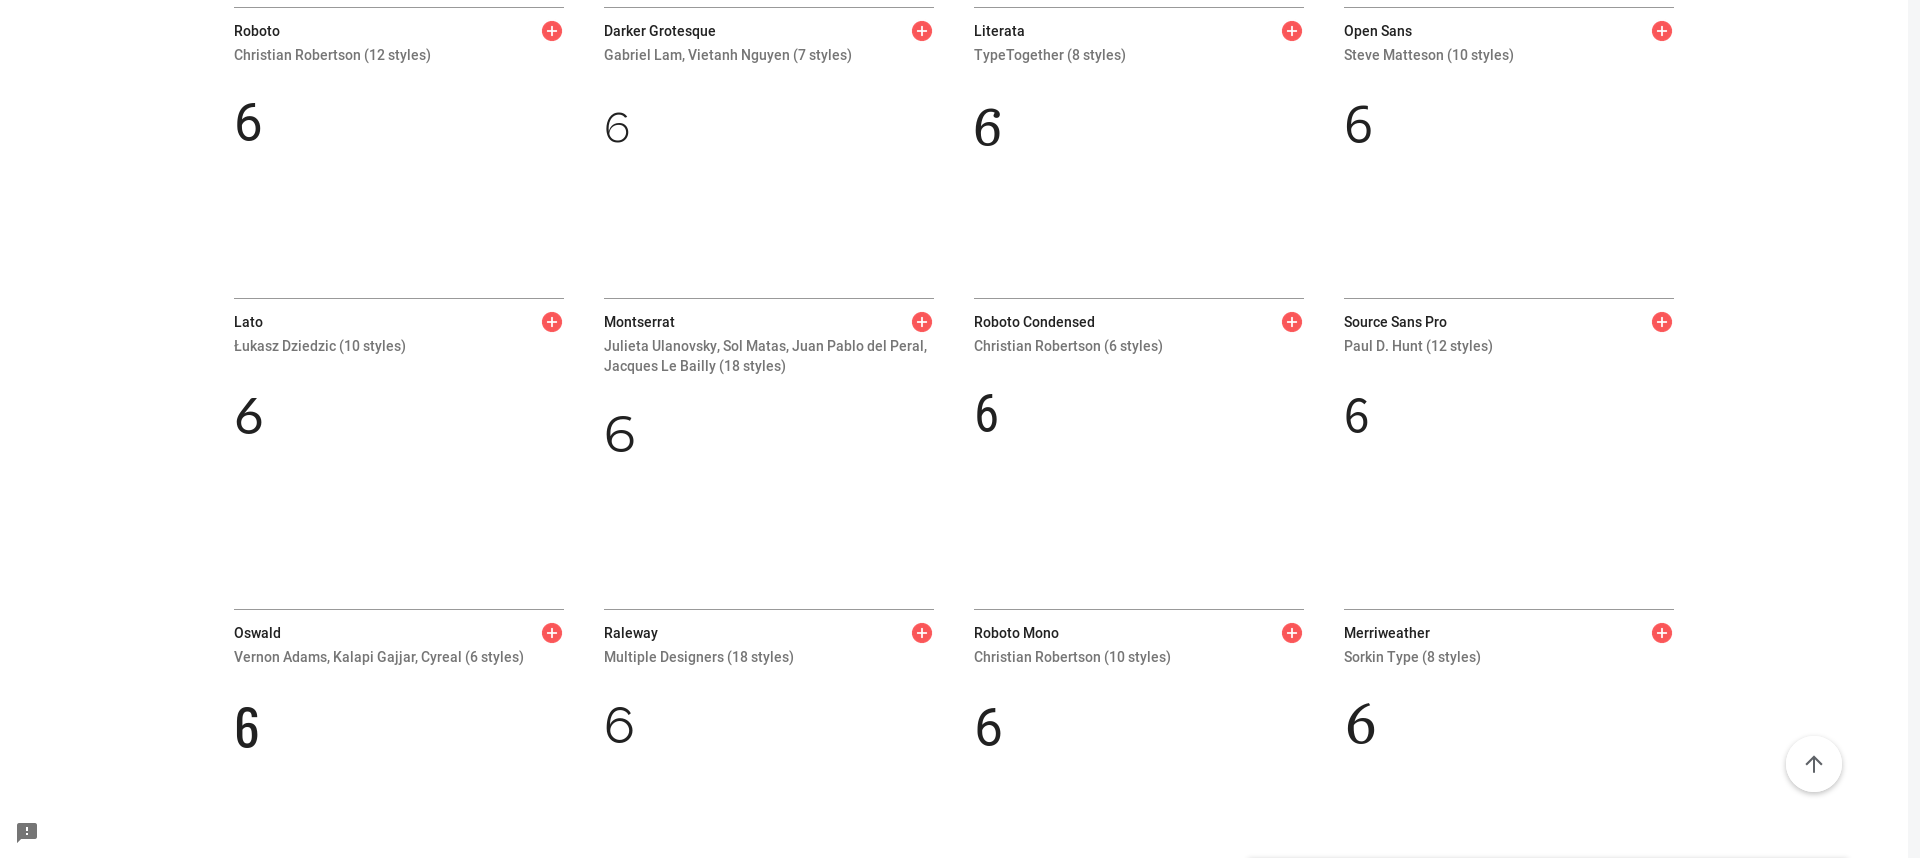 Roboto
Christian Robertson (12 styles)
6
Darker Grotesque
Gabriel Lam, Vietanh Nguyen (7 styles)
6
Literata
TypeTogether (8 styles)
6
Open Sans
Steve Matteson (10 styles)
6
Lato
Łukasz Dziedzic (10 styles)
6
Montserrat
Julieta Ulanovsky, Sol Matas, Juan Pablo del Peral,
Jacques Le Bailly (18 styles)
6
Roboto Condensed
Christian Robertson (6 styles)
6
Source Sans Pro
Paul D. Hunt (12 styles)
6
Oswald
Vernon Adams, Kalapi Gajjar, Cyreal (6 styles)
6
Raleway
Multiple Designers (18 styles)
6
Roboto Mono
Christian Robertson (10 styles)
6
Merriweather
Sorkin Type (8 styles)
6